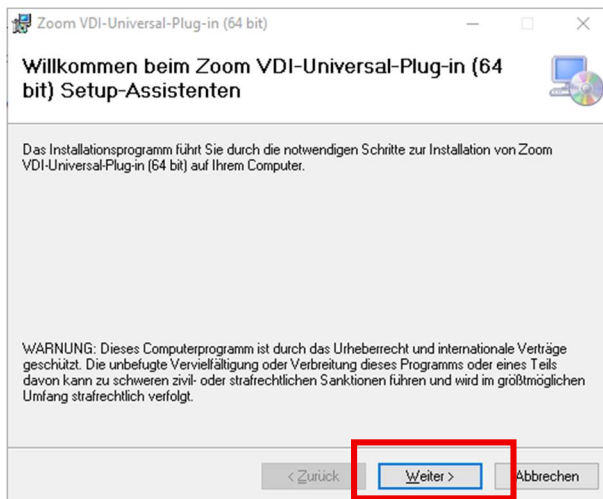 Zoom VDI-Universal-Plug-in (64 bit)
Willkommen beim Zoom VDI-Universal-Plug-in (64
bit) Setup-Assistenten
Das Installationsprogramm führt Sie durch die notwendigen Schritte zur Installation von Zoom
VDI-Universal-Plug-in (64 bit) auf Ihrem Computer.
WARNUNG: Dieses Computerprogramm ist durch das Urheberrecht und internationale Verträge
geschützt. Die unbefugte Vervielfältigung oder Verbreitung dieses Programms oder eines Teils
davon kann zu schweren zivil- oder strafrechtlichen Sanktionen führen und wird im größtmöglichen
Umfang strafrechtlich verfolgt.
< Zurück Weiter > Abbrechen